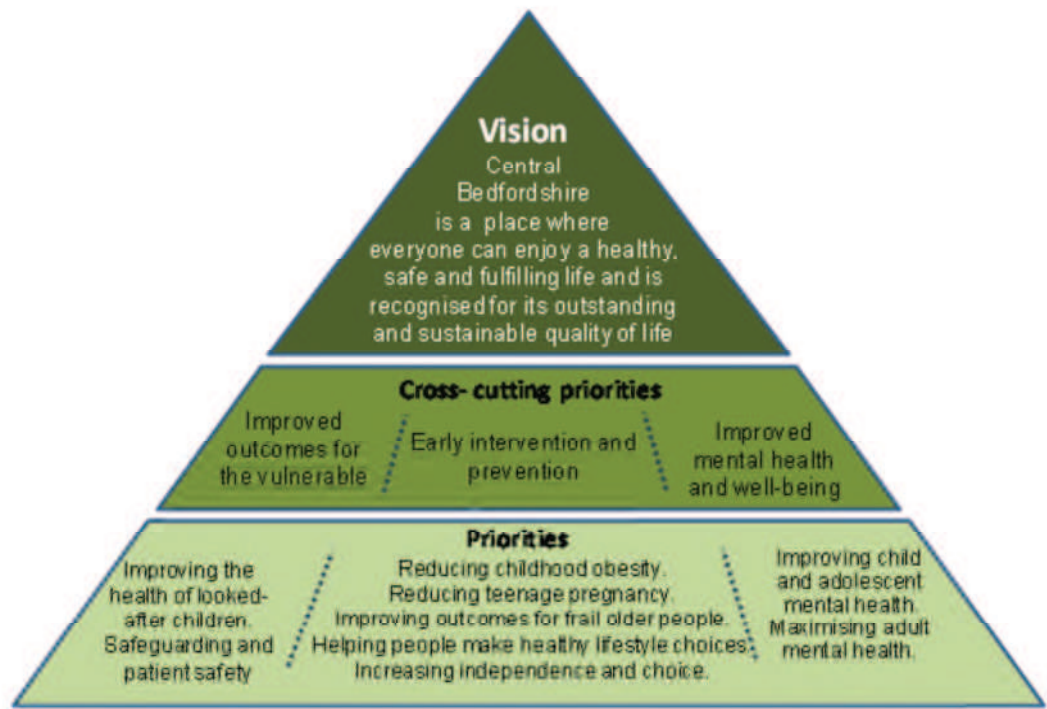 Vision
Central
Bedfordshire
is a place where
everyone can enjoy a healthy,
safe and fulfilling life and is
recognised for its outstanding
and sustainable quality of life
Cross- cutting priorities
Improved
outcomes for
the vulnerable
Early intervention and
prevention
Improved
mental health
and well-being
Priorities
Improving the
health of looked-
after children.
Safeguarding and
patient safety
Reducing childhood obesity.
Reducing teenage pregnancy.
Improving outcomes for frail older people.
Helping people make healthy lifestyle choices.
Increasing independence and choice.
Improving child
and adolescent
mental health.
Maximising adult
mental health.